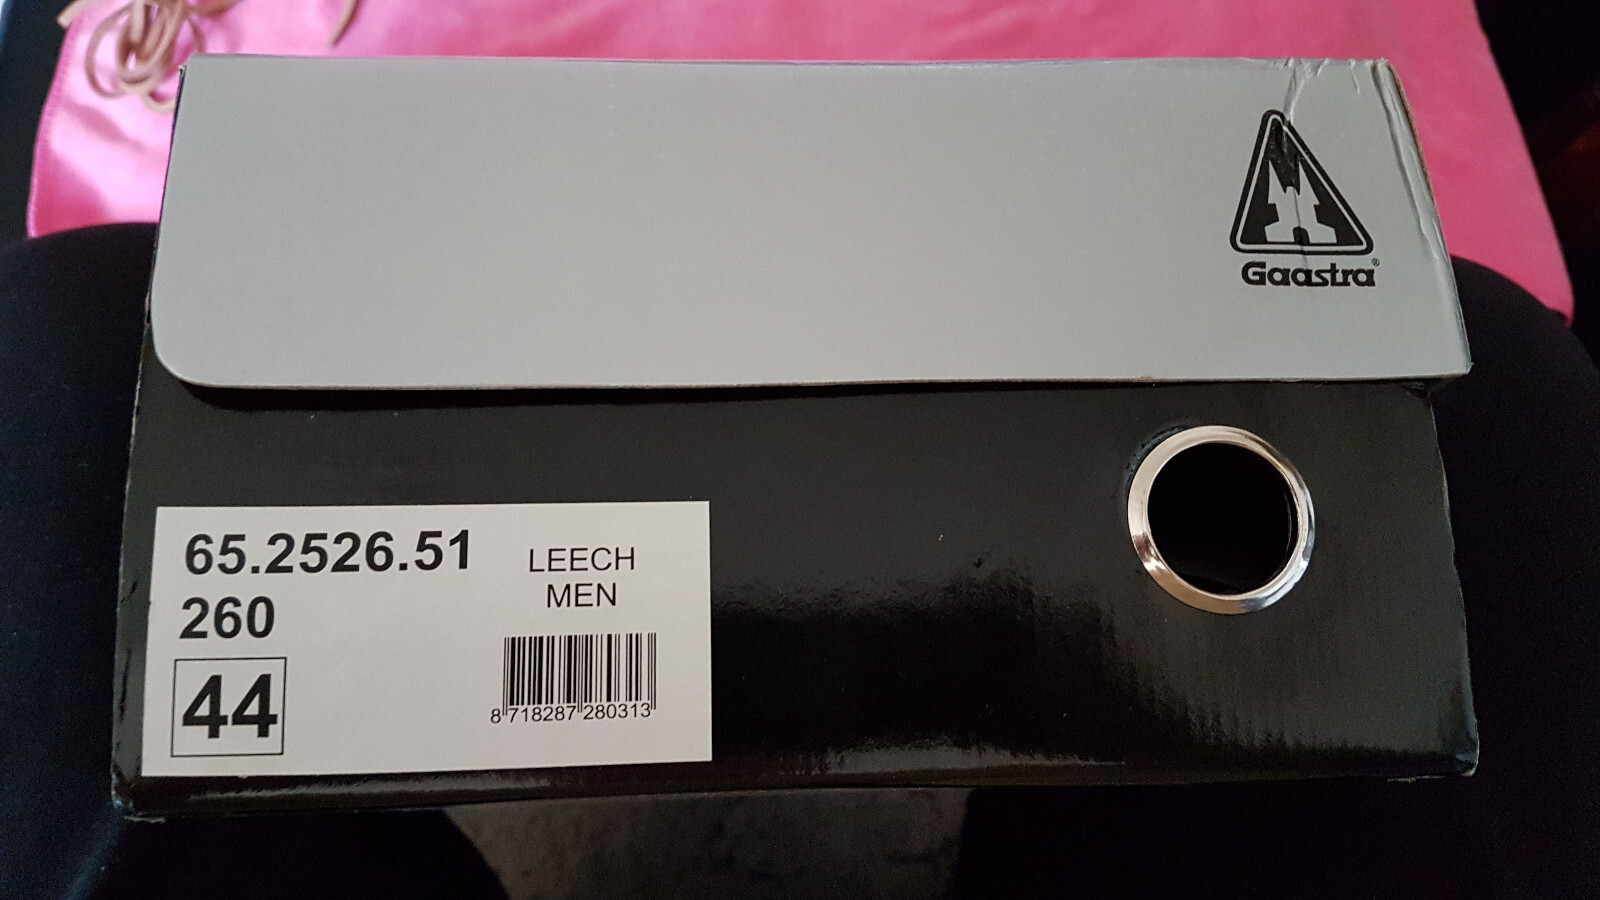 Gaastra®
65.2526.51
260
44
LEECH
MEN
8 718287 280313